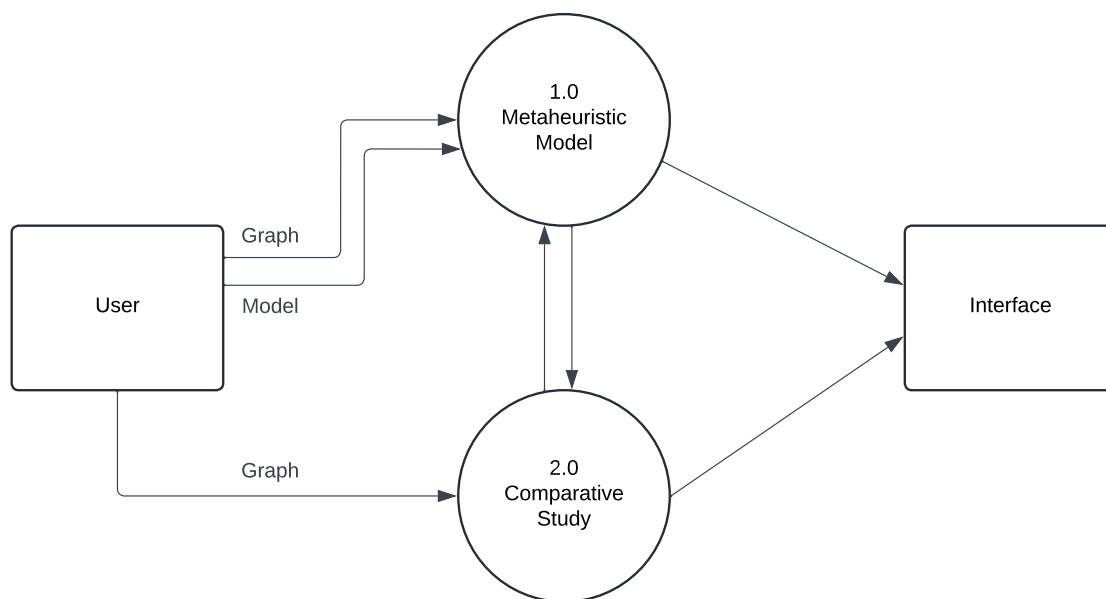 1.0
Metaheuristic
Model
Graph
User
Model
Interface
Graph
2.0
Comparative
Study